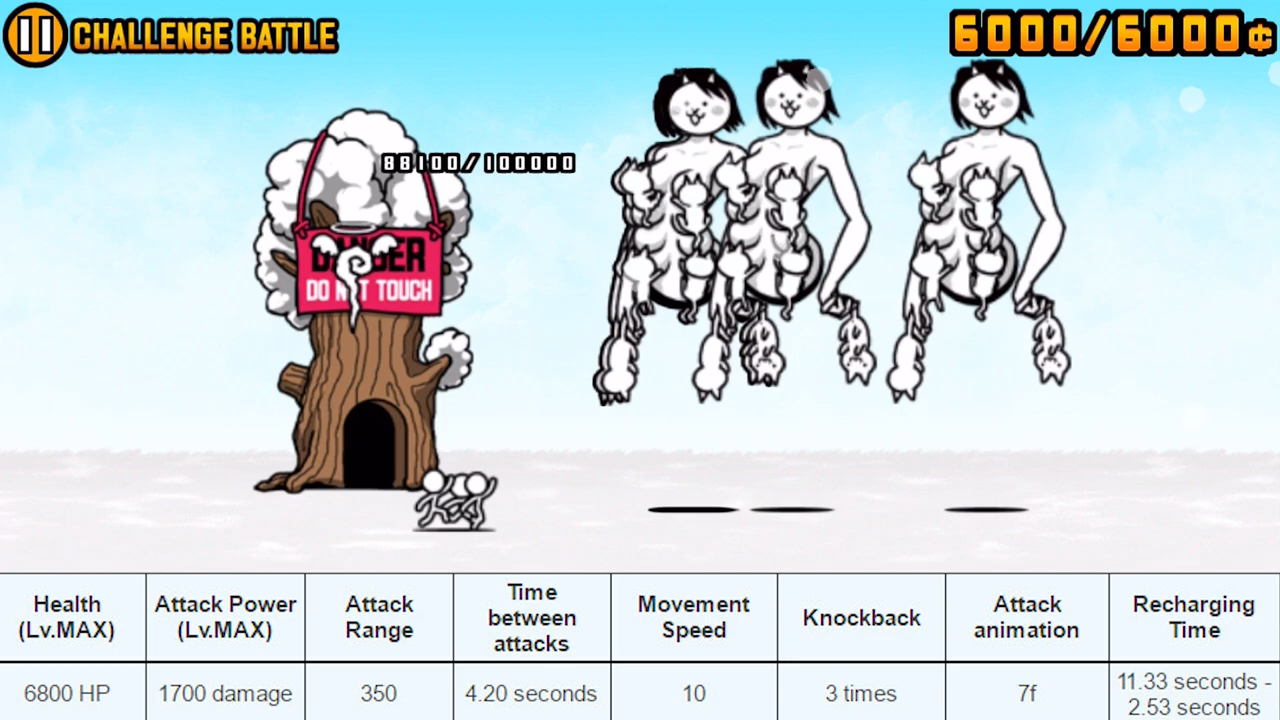 CHALLENGE BATTLE
6000/6000¢
88100/100000
DANGER
DO NOT TOUCH
Health (Lv.MAX)
Attack Power (Lv.MAX)
Attack Range
Time between attacks
Movement Speed
Knockback
Attack animation
Recharging Time
6800 HP
1700 damage
350
4.20 seconds
10
3 times
7f
11.33 seconds -
2.53 seconds